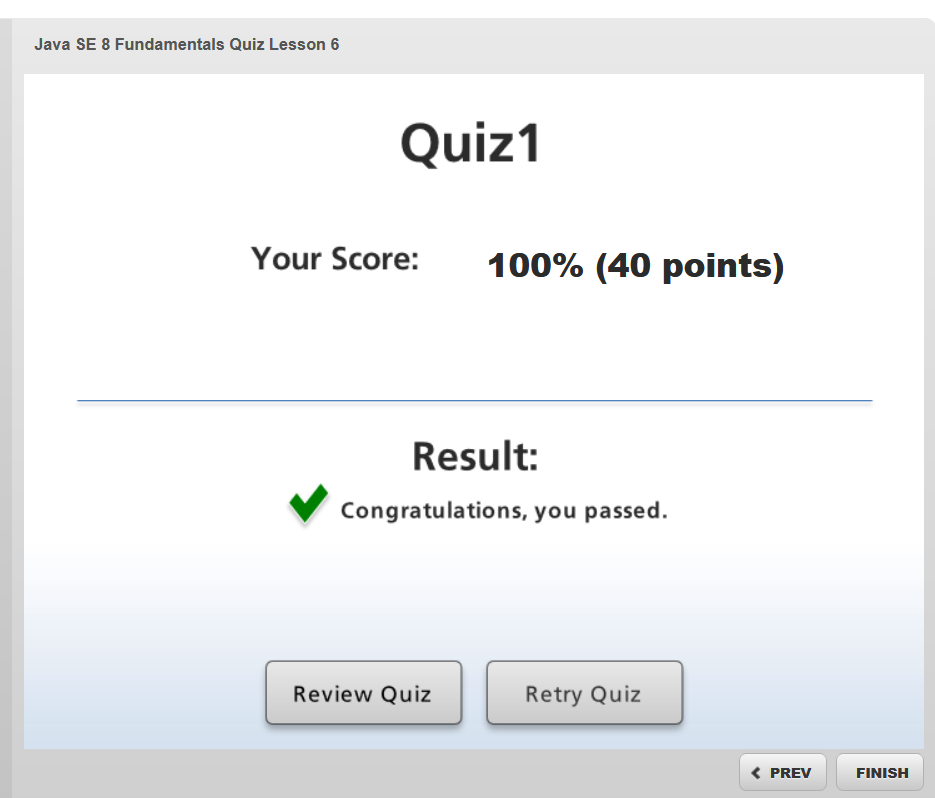 Java SE 8 Fundamentals Quiz Lesson 6
Quiz1
Your Score: 100% (40 points)
Result:
Congratulations, you passed.
Review Quiz Retry Quiz
PREV FINISH